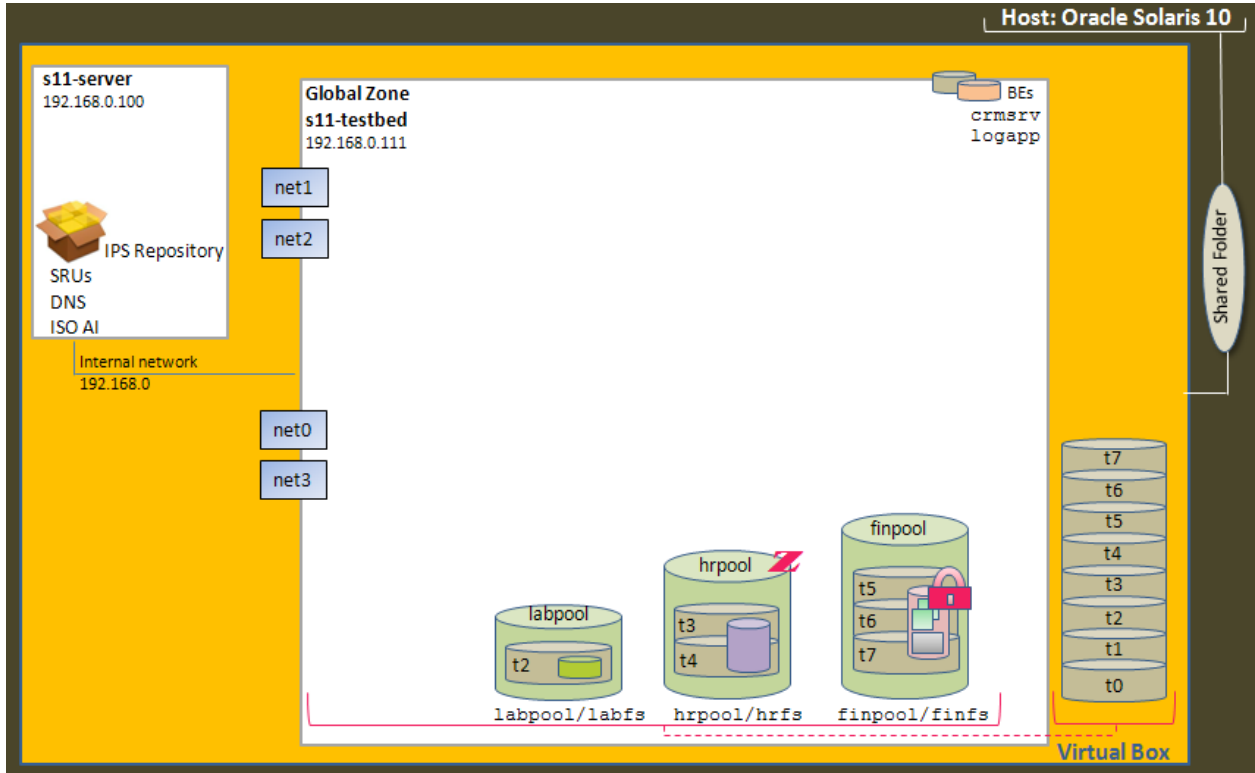 Host: Oracle Solaris 10
s11-server
192.168.0.100
IPS Repository
SRUs
DNS
ISO AI
Internal network
192.168.0
Global Zone
s11-testbed
192.168.0.111
BEs
crmsrv
logapp
net1
net2
net0
net3
Shared Folder
labpool
t2
labpool/labfs
hrpool
Z
t3
t4
hrpool/hrfs
finpool
t5
t6
t7
finpool/finfs
t7
t6
t5
t4
t3
t2
t1
t0
Virtual Box